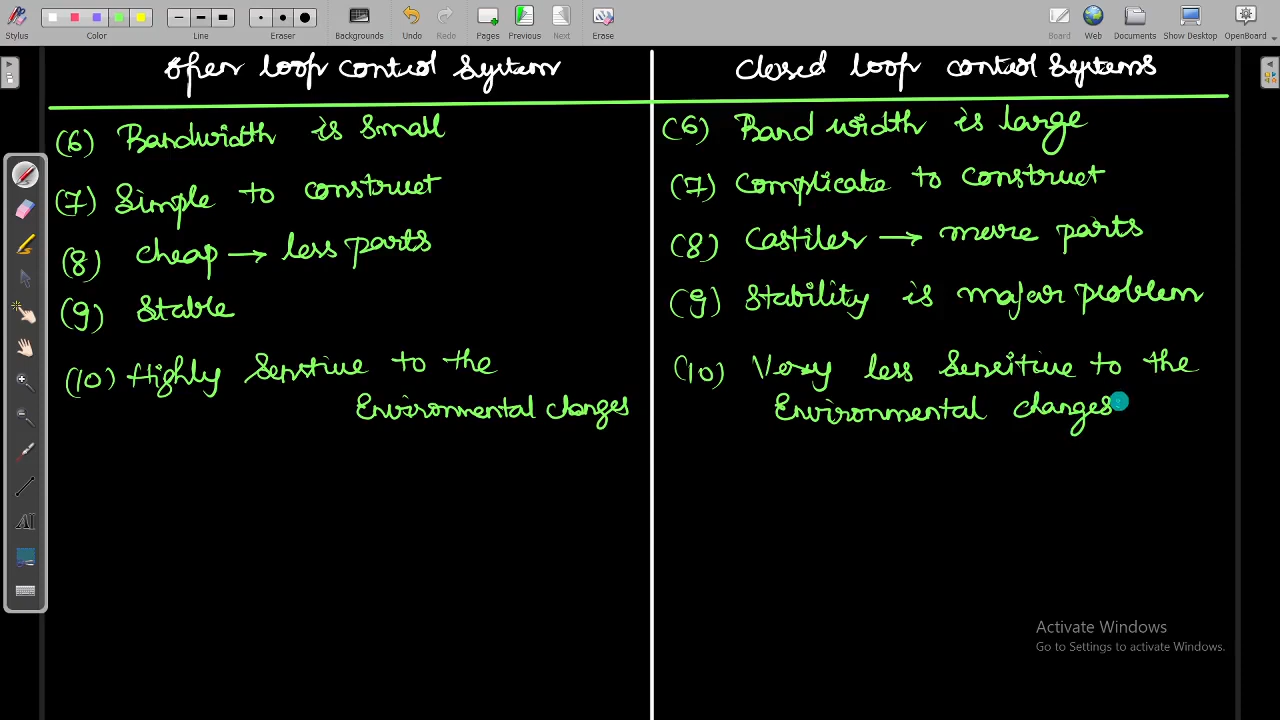 Stylus Color Line Eraser Backgrounds Undo Redo Pages Previous Next Erase Board Web Documents Show Desktop OpenBoard
Open loop control System
Closed loop control Systems
(6) Bandwidth is Small
(6) Band width is large
(7) Simple to construct
(7) Complicate to construct
(8) Cheap → less parts
(8) Costiler → more parts
(9) Stable
(9) Stability is major problem
(10) Highly Sensitive to the
Environmental changes
(10) Very less Sensitive to the
Environmental changes
Activate Windows
Go to Settings to activate Windows.